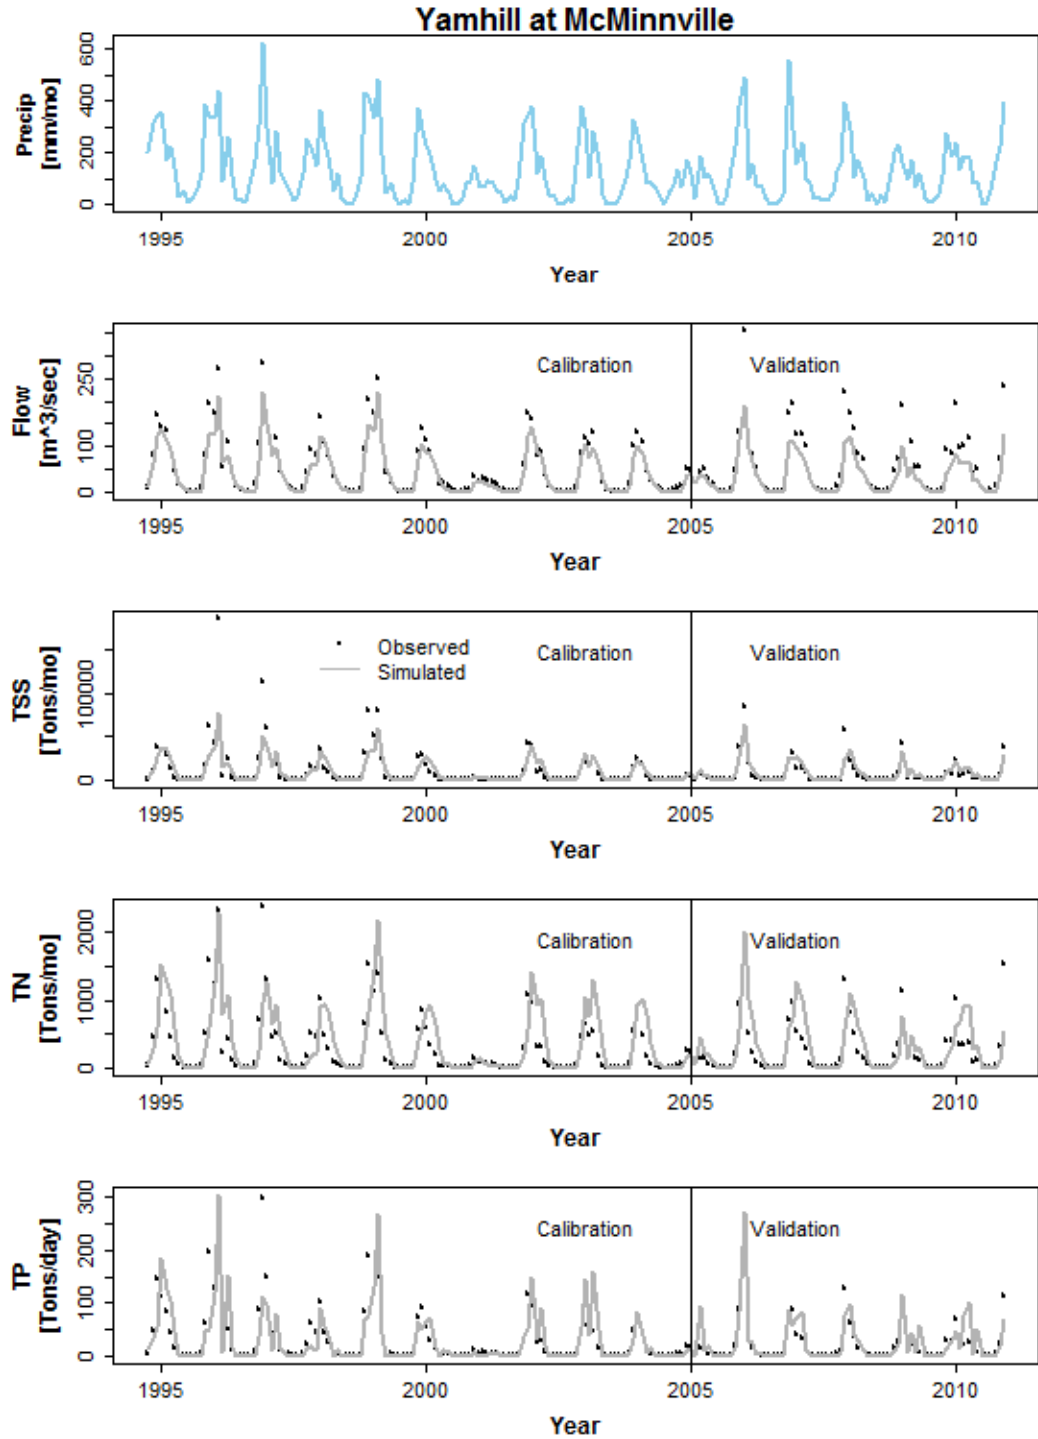 Yamhill at McMinnville
Precip
[mm/mo]
0 200 400 600
1995 2000 2005 2010
Year
Flow
[m^3/sec]
0 100 250
Calibration Validation
1995 2000 2005 2010
Year
TSS
[Tons/mo]
0 100000
Observed
Simulated
Calibration Validation
1995 2000 2005 2010
Year
TN
[Tons/mo]
0 1000 2000
Calibration Validation
1995 2000 2005 2010
Year
TP
[Tons/day]
0 100 200 300
Calibration Validation
1995 2000 2005 2010
Year